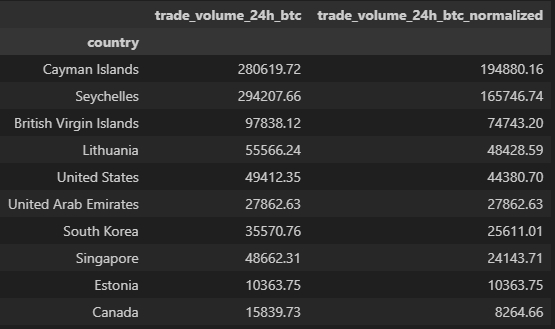 trade_volume_24h_btc trade_volume_24h_btc_normalized
country
Cayman Islands 280619.72 194880.16
Seychelles 294207.66 165746.74
British Virgin Islands 97838.12 74743.20
Lithuania 55566.24 48428.59
United States 49412.35 44380.70
United Arab Emirates 27862.63 27862.63
South Korea 35570.76 25611.01
Singapore 48662.31 24143.71
Estonia 10363.75 10363.75
Canada 15839.73 8264.66